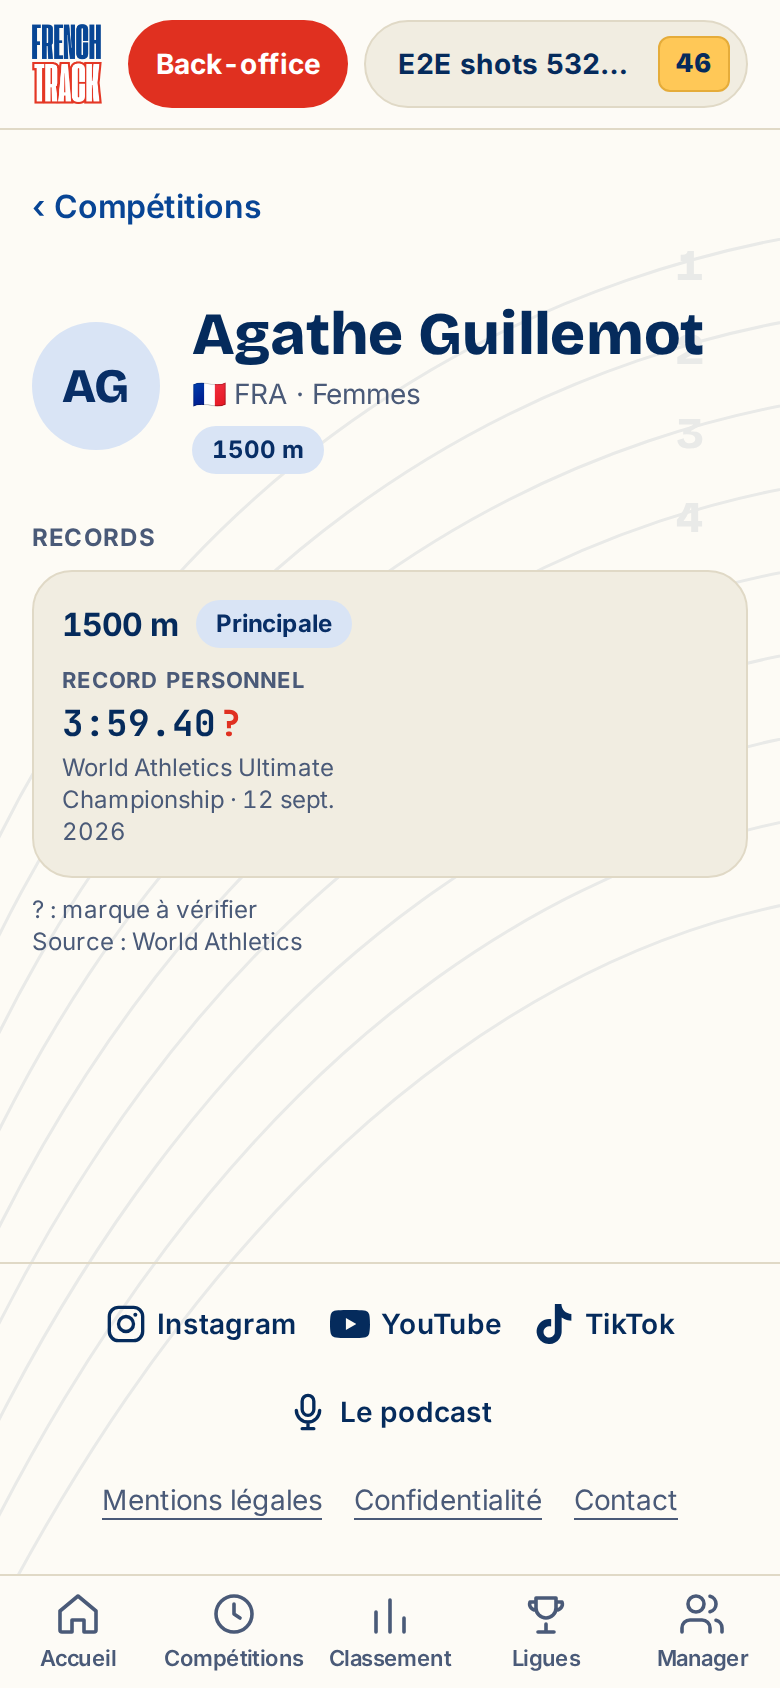 FRENCH
TRACK
Back-office
E2E shots 532...
46
‹ Compétitions
1
2
3
4
AG
Agathe Guillemot
FRA · Femmes
1500 m
RECORDS
1500 m
Principale
RECORD PERSONNEL
3:59.40?
World Athletics Ultimate
Championship · 12 sept.
2026
? : marque à vérifier
Source : World Athletics
Instagram
YouTube
TikTok
Le podcast
Mentions légales
Confidentialité
Contact
Accueil
Compétitions
Classement
Ligues
Manager